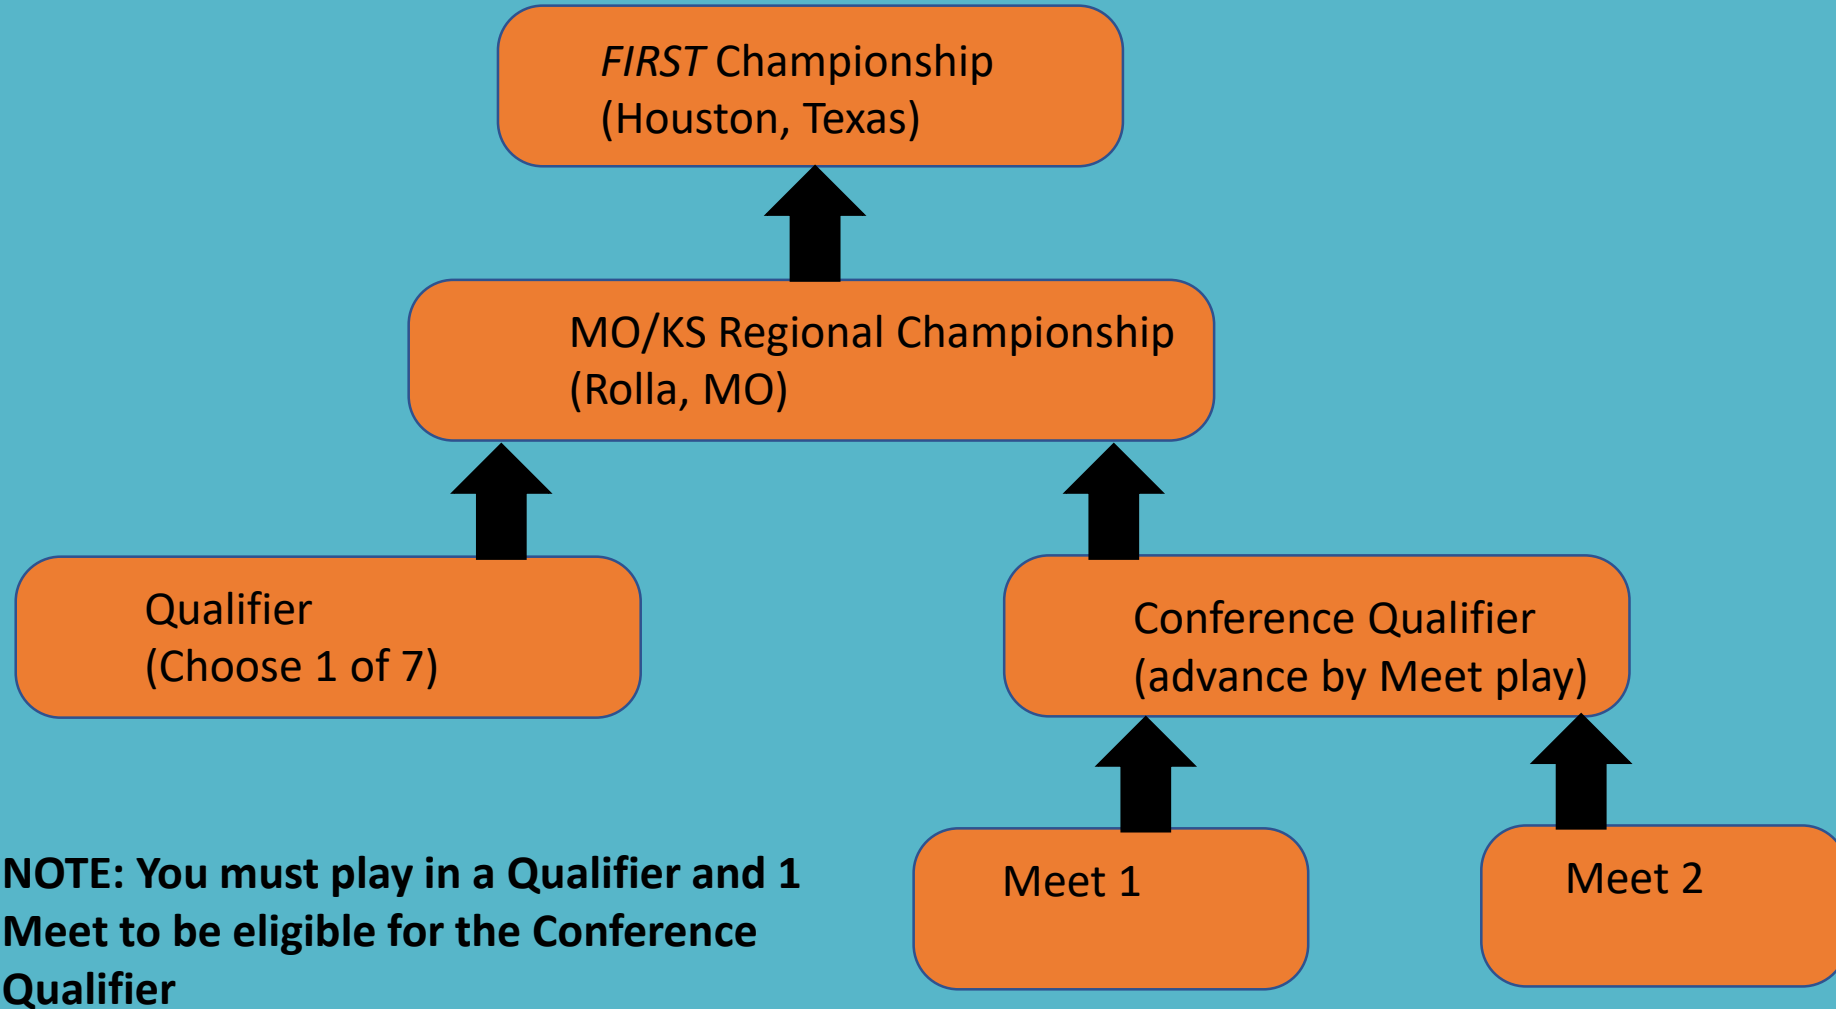 FIRST Championship
(Houston, Texas)
MO/KS Regional Championship
(Rolla, MO)
Qualifier
(Choose 1 of 7)
Conference Qualifier
(advance by Meet play)
Meet 1
Meet 2
NOTE: You must play in a Qualifier and 1
Meet to be eligible for the Conference
Qualifier